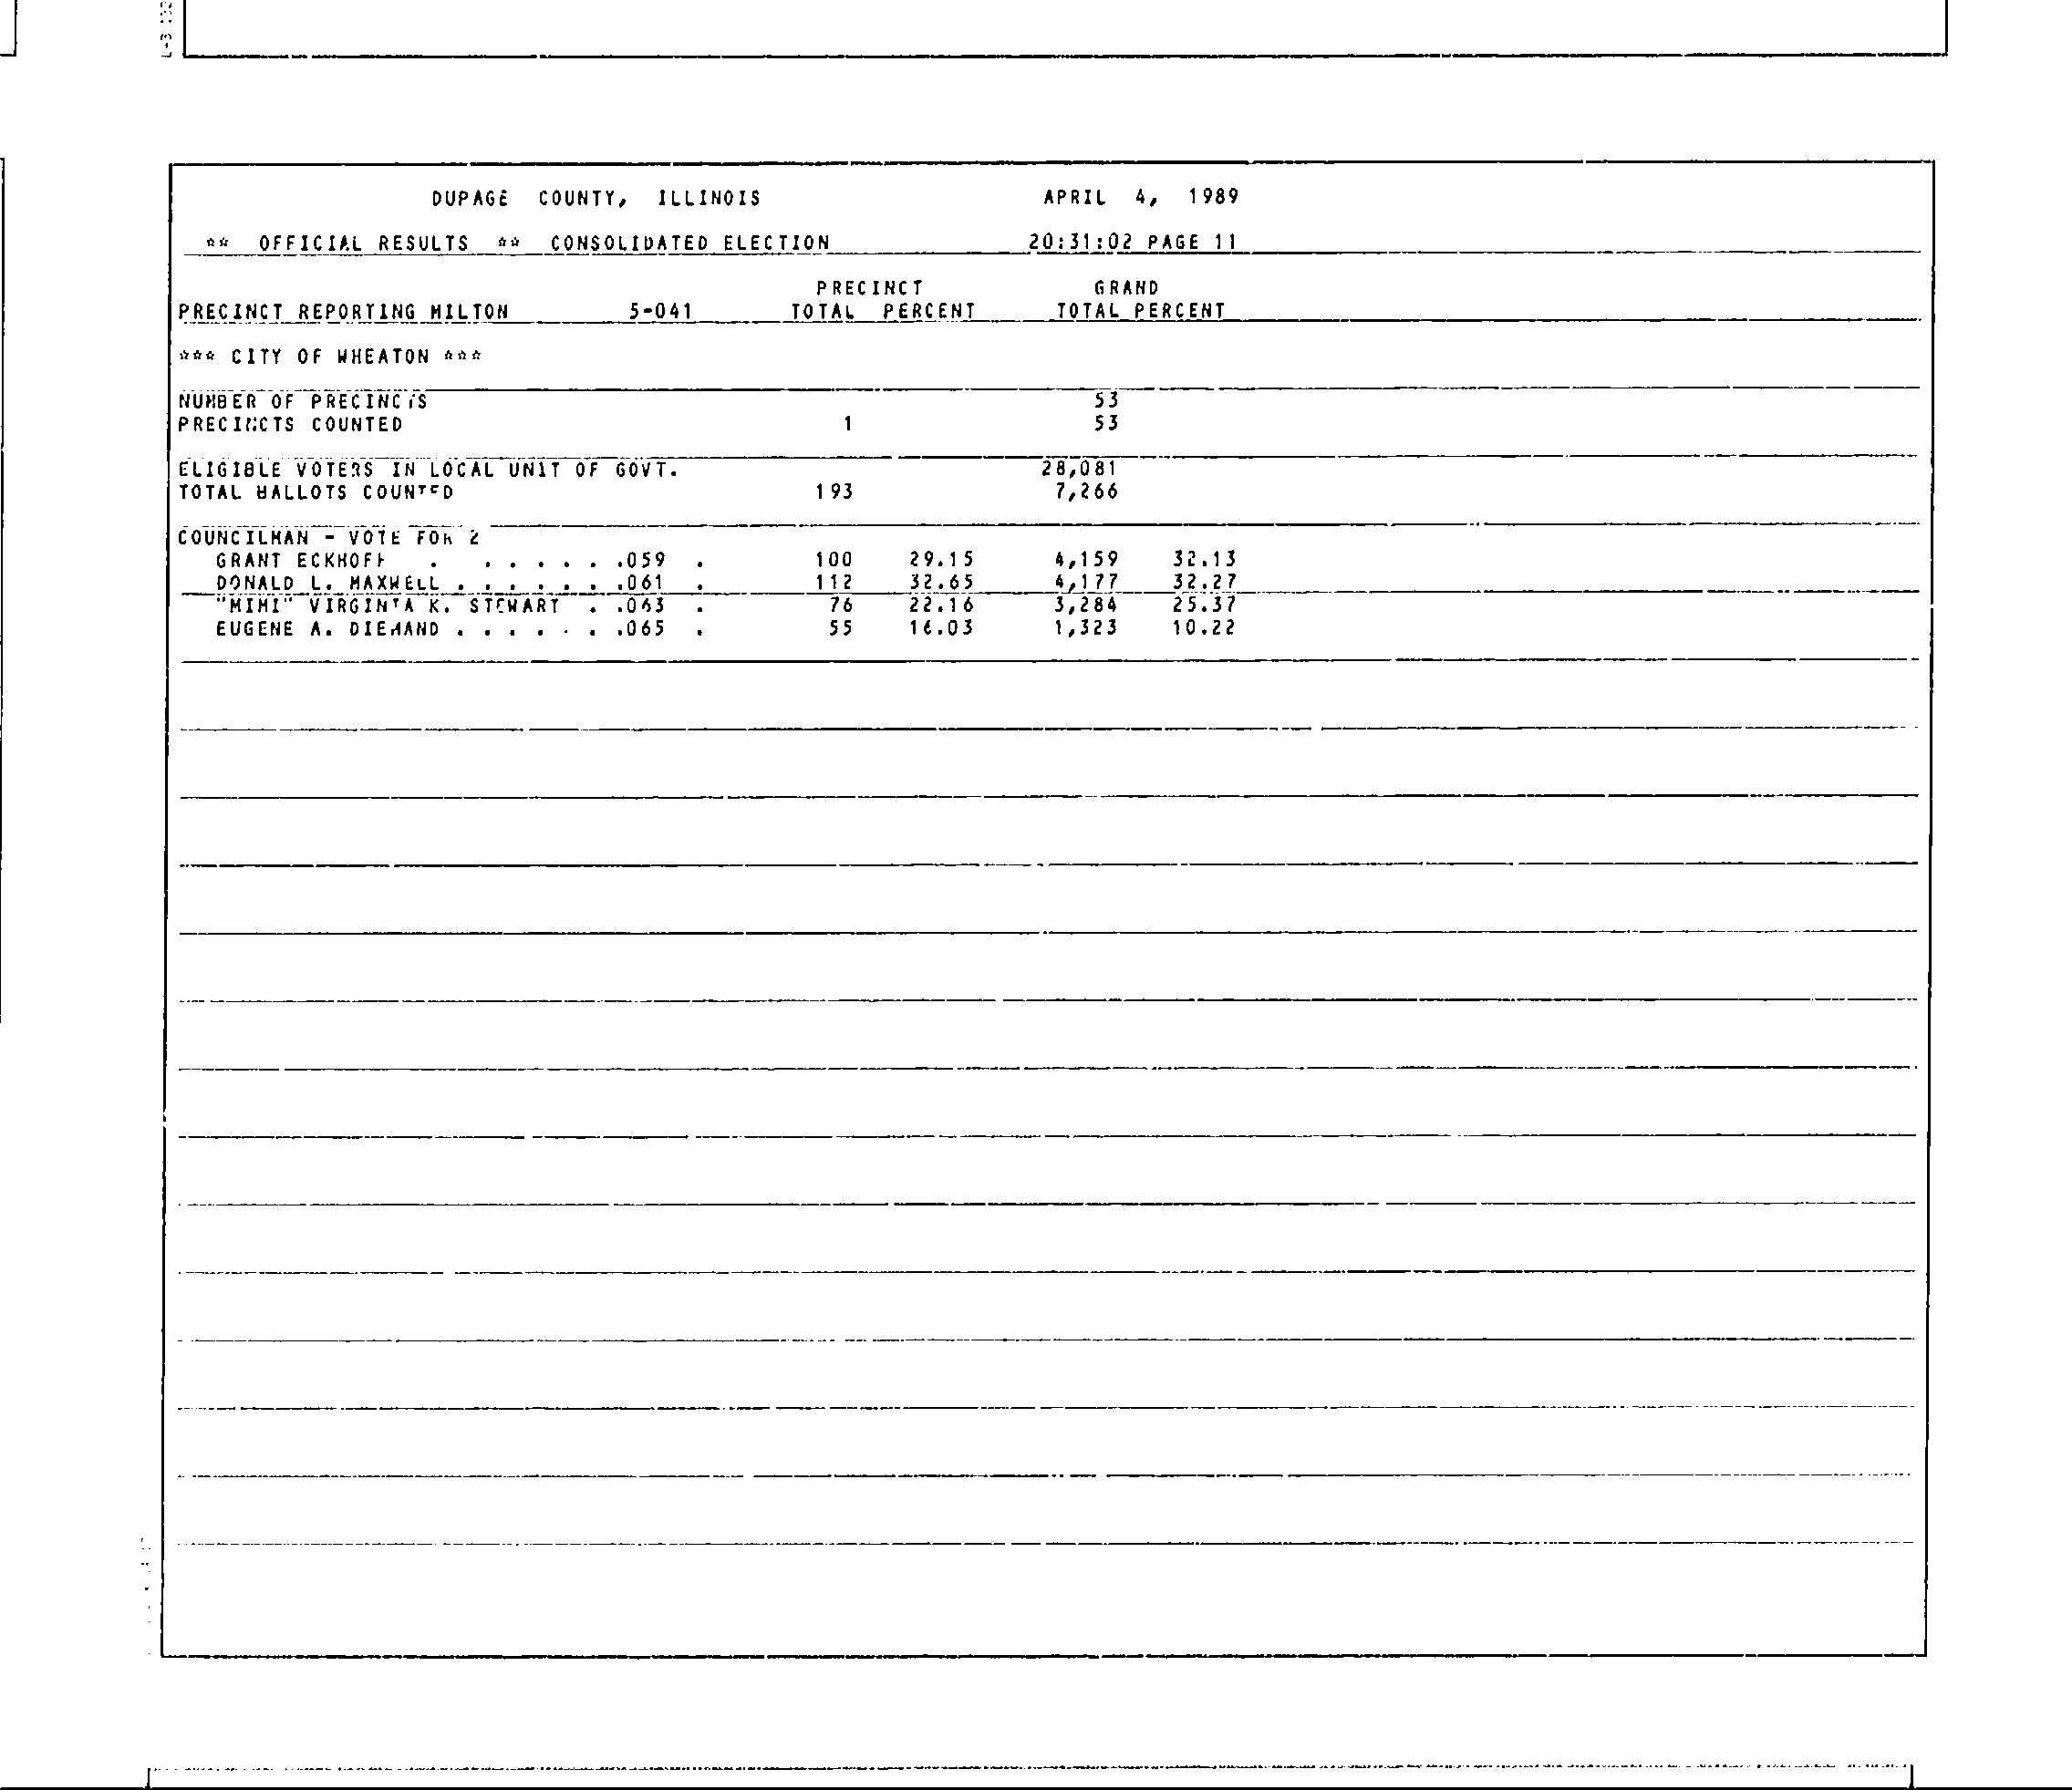 DUPAGE COUNTY, ILLINOIS APRIL 4, 1989
** OFFICIAL RESULTS ** CONSOLIDATED ELECTION 20:31:02 PAGE 11
PRECINCT GRAND
PRECINCT REPORTING MILTON 5-041 TOTAL PERCENT TOTAL PERCENT
*** CITY OF WHEATON ***
NUMBER OF PRECINCTS 53
PRECINCTS COUNTED 1 53
ELIGIBLE VOTERS IN LOCAL UNIT OF GOVT. 28,081
TOTAL BALLOTS COUNTED 193 7,266
COUNCILMAN - VOTE FOR 2
GRANT ECKHOFF . . . . . . .059 . 100 29.15 4,159 32.13
DONALD L. MAXWELL . . . . . . .061 . 112 32.65 4,177 32.27
"MIMI" VIRGINIA K. STEWART . .063 . 76 22.16 3,284 25.37
EUGENE A. DIEMAND . . . . . . .065 . 55 16.03 1,323 10.22